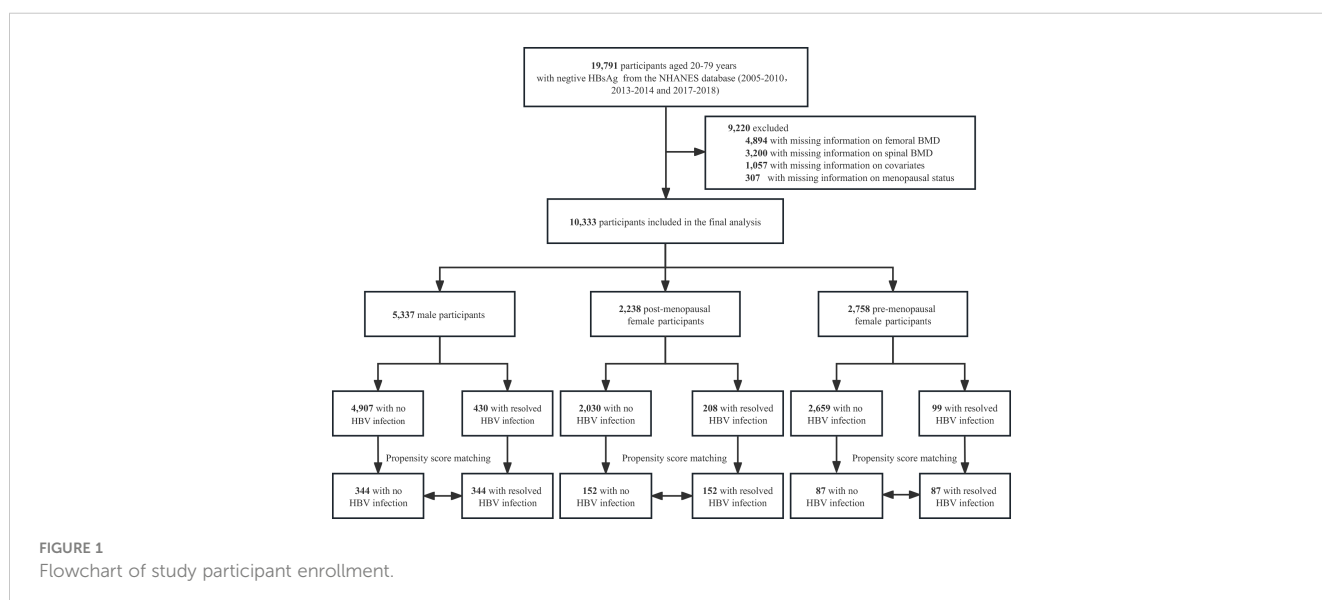 19,791 participants aged 20-79 years
with negtive HBsAg from the NHANES database (2005-2010,
2013-2014 and 2017-2018)
9,220 excluded
4,894 with missing information on femoral BMD
3,200 with missing information on spinal BMD
1,057 with missing information on covariates
307 with missing information on menopausal status
10,333 participants included in the final analysis
5,337 male participants
2,238 post-menopausal
female participants
2,758 pre-menopausal
female participants
4,907 with no
HBV infection
430 with resolved
HBV infection
2,030 with no
HBV infection
208 with resolved
HBV infection
2,659 with no
HBV infection
99 with resolved
HBV infection
Propensity score matching
Propensity score matching
Propensity score matching
344 with no
HBV infection
344 with resolved
HBV infection
152 with no
HBV infection
152 with resolved
HBV infection
87 with no
HBV infection
87 with resolved
HBV infection
FIGURE 1
Flowchart of study participant enrollment.